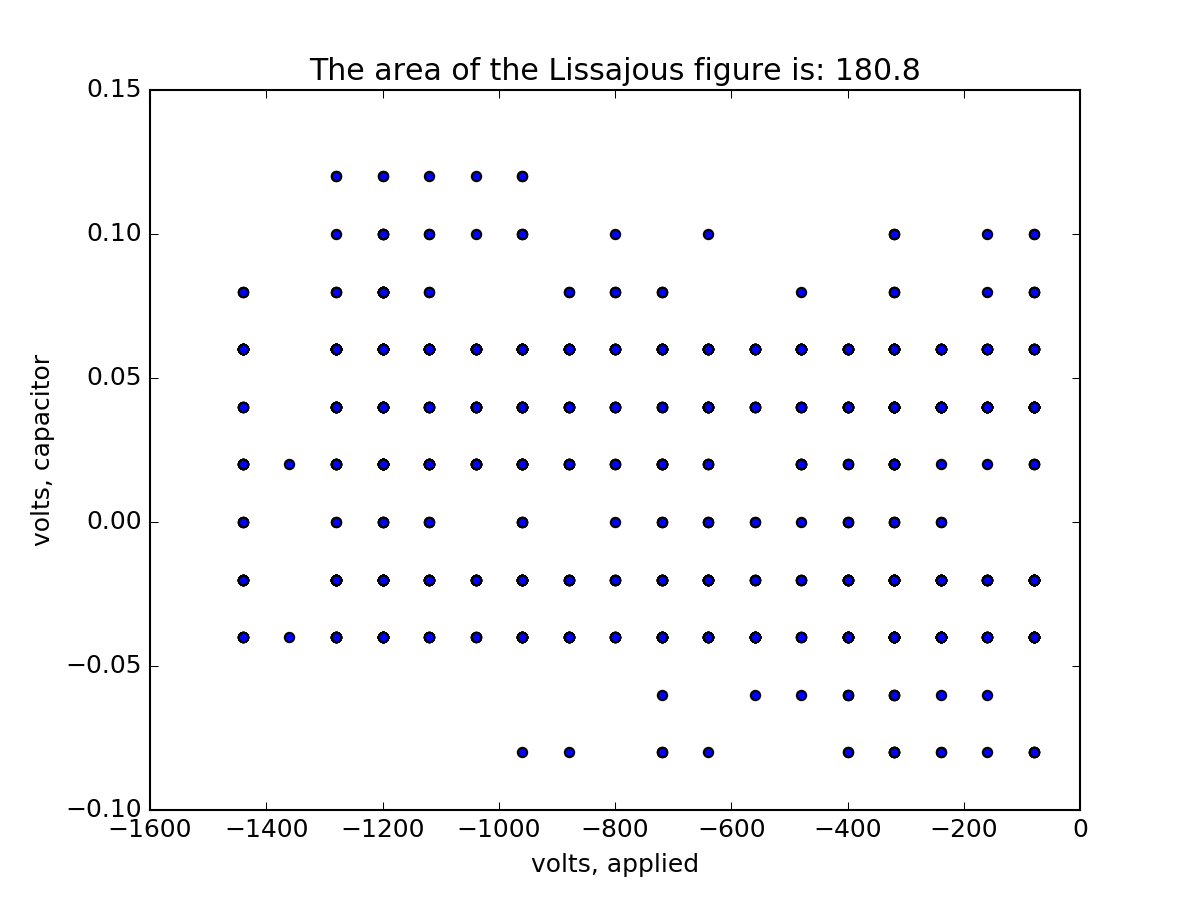 The area of the Lissajous figure is: 180.8
0.15
0.10
0.05
0.00
−0.05
−0.10
volts, capacitor
−1600 −1400 −1200 −1000 −800 −600 −400 −200 0
volts, applied